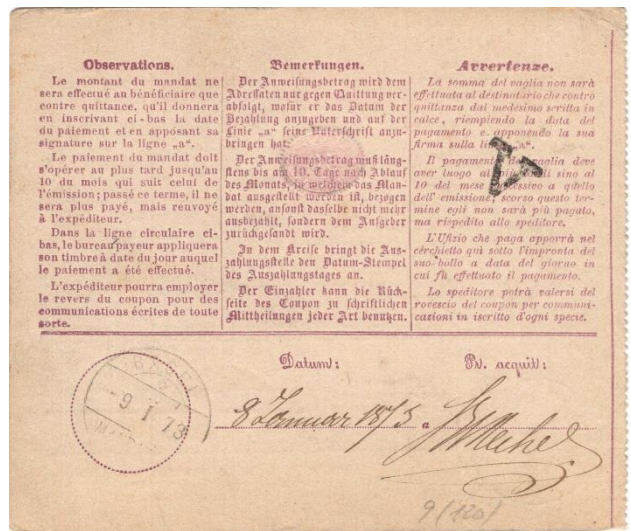 Observations.
Le montant du mandat ne
sera effectué au bénéficiaire que
contre quittance, qu'il donnera
en inscrivant ci-bas la date
du paiement et en apposant sa
signature sur la ligne „a".
Le paiement du mandat doit
s'opérer au plus tard jusqu'au
10 du mois qui suit celui de
l'émission; passé ce terme, il ne
sera plus payé, mais renvoyé
à l'expéditeur.
Dans la ligne circulaire ci-
bas, le bureau payeur appliquera
son timbre à date du jour auquel
le paiement a été effectué.
L'expéditeur pourra employer
le revers du coupon pour des
communications écrites de toute
sorte.
Bemerkungen.
Der Anweisungsbetrag wird dem
Adressaten nur gegen Quittung ver-
abfolgt, wofür er das Datum der
Bezahlung anzugeben und auf der
Linie „a" seine Unterschrift anzu-
bringen hat.
Der Anweisungsbetrag muß läng-
stens bis am 10. Tage nach Ablauf
des Monats, in welchem das Man-
dat ausgestellt worden ist, bezogen
werden, ansonst dasselbe nicht mehr
ausbezahlt, sondern dem Aufgeber
zurückgesandt wird.
In dem Kreise bringt die Aus-
zahlungsstelle den Datum-Stempel
des Auszahlungstages an.
Der Einzahler kann die Rück-
seite des Coupon zu schriftlichen
Mittheilungen jeder Art benutzen.
Avvertenze.
La somma del vaglia non sarà
effettuata al destinatario che contro
quittanza dal medesimo scritta in
calce, riempiendo la data del
pagamento e apponendo la sua
firma sulla "a".
Il pagamento vaglia deve
aver luogo al sino al
10 del mese successivo a quello
dell' emissione; scorso questo ter-
mine egli non sarà più pagato,
ma rispedito allo speditore.
L'Ufizio che paga apporrà nel
cerchietto qui sotto l'impronta del
suo bollo a data del giorno in
cui fù effettuato il pagamento.
Lo speditore potrà valersi del
rovescio del coupon per communi-
cazioni in iscritto d'ogni specie.
Datum:
Pr. acquit:
9 I 73
8 Januar 1873 a
9/(120)